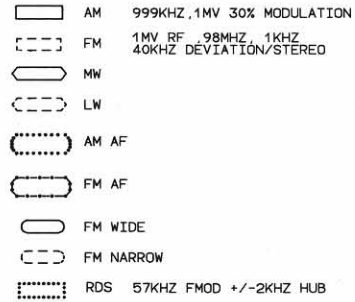 AM 999KHZ,1MV 30% MODULATION
FM 1MV RF ,98MHZ, 1KHZ
40KHZ DEVIATION/STEREO
MW
LW
AM AF
FM AF
FM WIDE
FM NARROW
RDS 57KHZ FMOD +/-2KHZ HUB